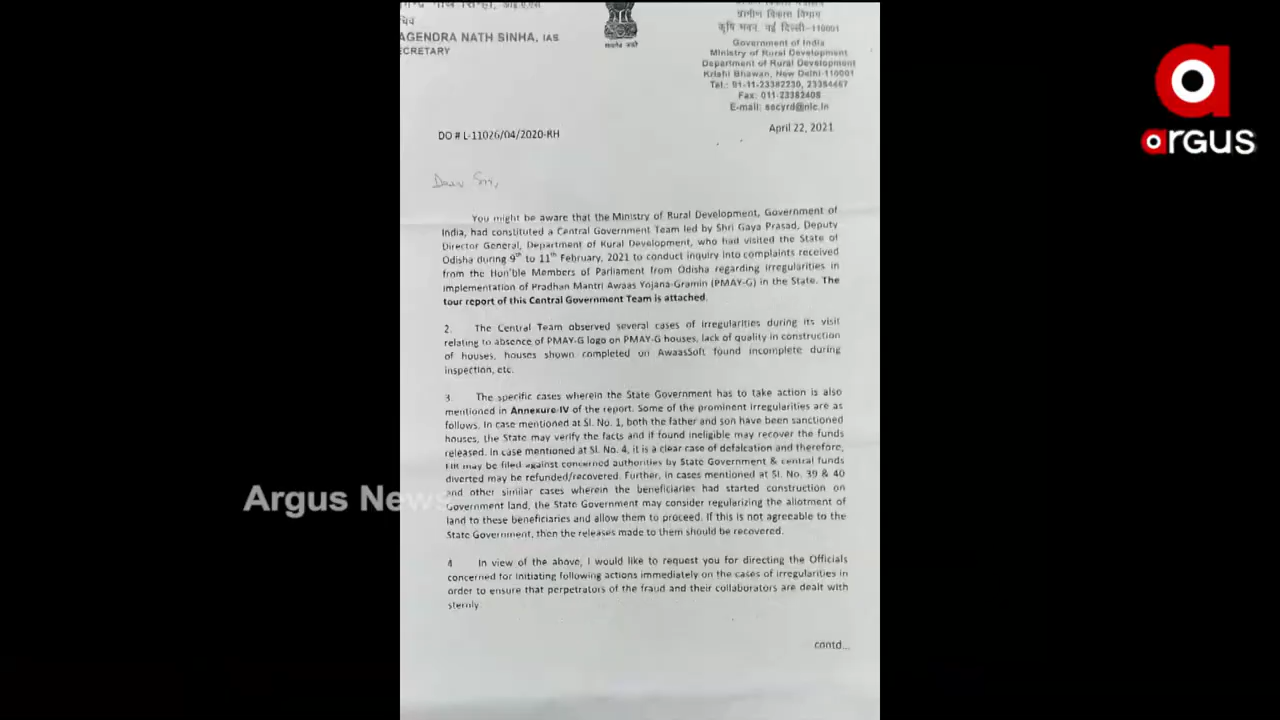 AGENDRA NATH SINHA, IAS
ECRETARY
सत्यमेव जयते
ग्रामीण विकास विभाग
कृषि भवन, नई दिल्ली-110001
Government of India
Ministry of Rural Development
Department of Rural Development
Krishi Bhawan, New Delhi-110001
Tel.: 91-11-23382230, 23384467
Fax: 011-23382408
E-mail: secyrd@nic.in
DO # L-11026/04/2020-RH
April 22, 2021
Dear Sir,
You might be aware that the Ministry of Rural Development, Government of
India, had constituted a Central Government Team led by Shri Gaya Prasad, Deputy
Director General, Department of Rural Development, who had visited the State of
Odisha during 9th to 11th February, 2021 to conduct inquiry into complaints received
from the Hon'ble Members of Parliament from Odisha regarding irregularities in
implementation of Pradhan Mantri Awaas Yojana-Gramin (PMAY-G) in the State. The
tour report of this Central Government Team is attached.
2. The Central Team observed several cases of irregularities during its visit
relating to absence of PMAY-G logo on PMAY-G houses, lack of quality in construction
of houses, houses shown completed on AwaasSoft found incomplete during
inspection, etc.
3. The specific cases wherein the State Government has to take action is also
mentioned in Annexure-IV of the report. Some of the prominent irregularities are as
follows. In case mentioned at Sl. No. 1, both the father and son have been sanctioned
houses, the State may verify the facts and if found ineligible may recover the funds
released. In case mentioned at Sl. No. 4, it is a clear case of defalcation and therefore,
FIR may be filed against concerned authorities by State Government & central funds
diverted may be refunded/recovered. Further, in cases mentioned at Sl. No. 39 & 40
and other similar cases wherein the beneficiaries had started construction on
Government land, the State Government may consider regularizing the allotment of
land to these beneficiaries and allow them to proceed. If this is not agreeable to the
State Government, then the releases made to them should be recovered.
4 In view of the above, I would like to request you for directing the Officials
concerned for initiating following actions immediately on the cases of irregularities in
order to ensure that perpetrators of the fraud and their collaborators are dealt with
sternly
contd...
Argus News
argus